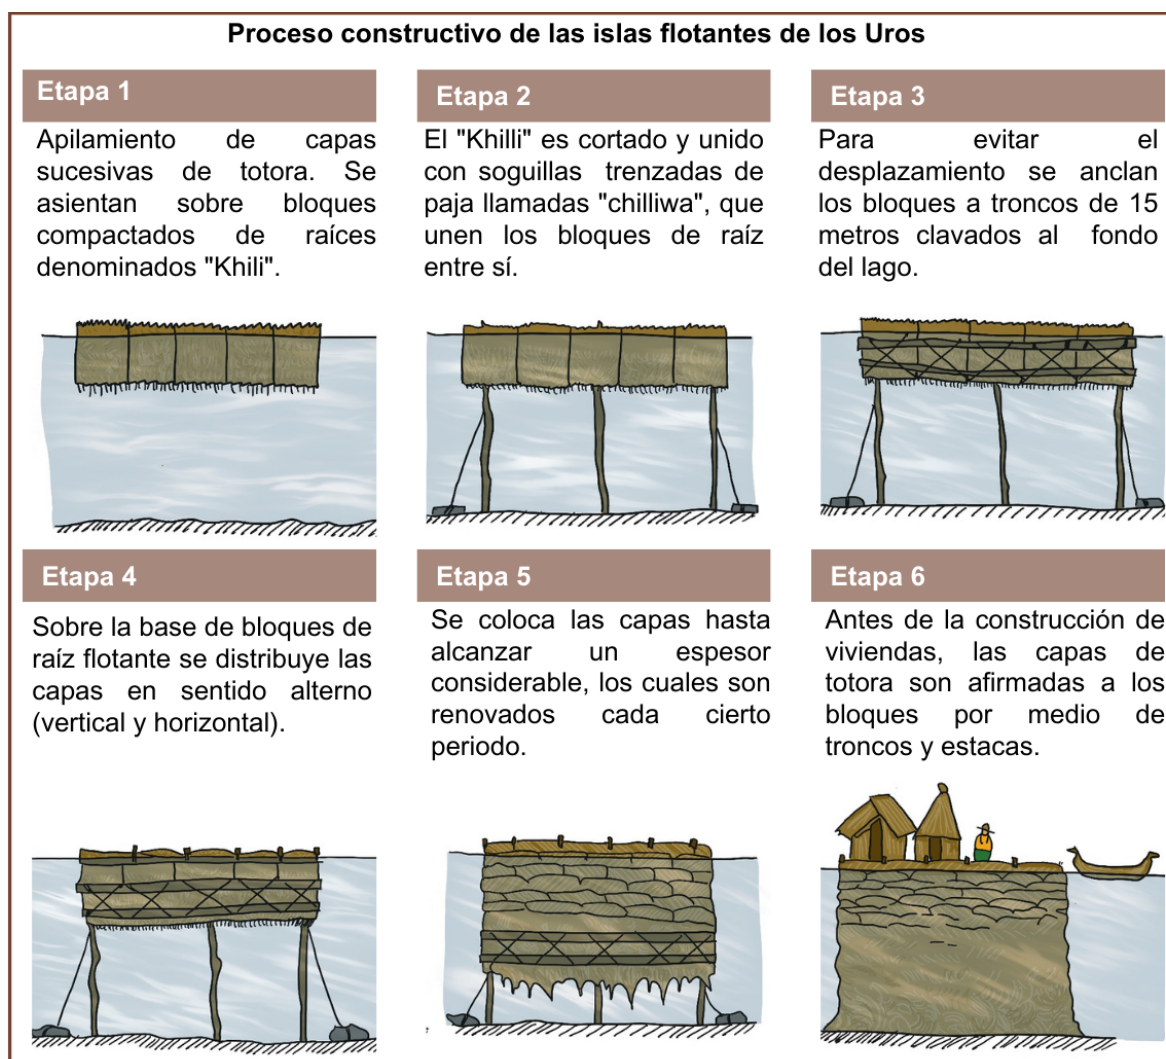 Proceso constructivo de las islas flotantes de los Uros
Etapa 1
Apilamiento de capas
sucesivas de totora. Se
asientan sobre bloques
compactados de raíces
denominados "Khili".
Etapa 2
El "Khilli" es cortado y unido
con soguillas trenzadas de
paja llamadas "chilliwa", que
unen los bloques de raíz
entre sí.
Etapa 3
Para evitar el
desplazamiento se anclan
los bloques a troncos de 15
metros clavados al fondo
del lago.
Etapa 4
Sobre la base de bloques de
raíz flotante se distribuye las
capas en sentido alterno
(vertical y horizontal).
Etapa 5
Se coloca las capas hasta
alcanzar un espesor
considerable, los cuales son
renovados cada cierto
periodo.
Etapa 6
Antes de la construcción de
viviendas, las capas de
totora son afirmadas a los
bloques por medio de
troncos y estacas.